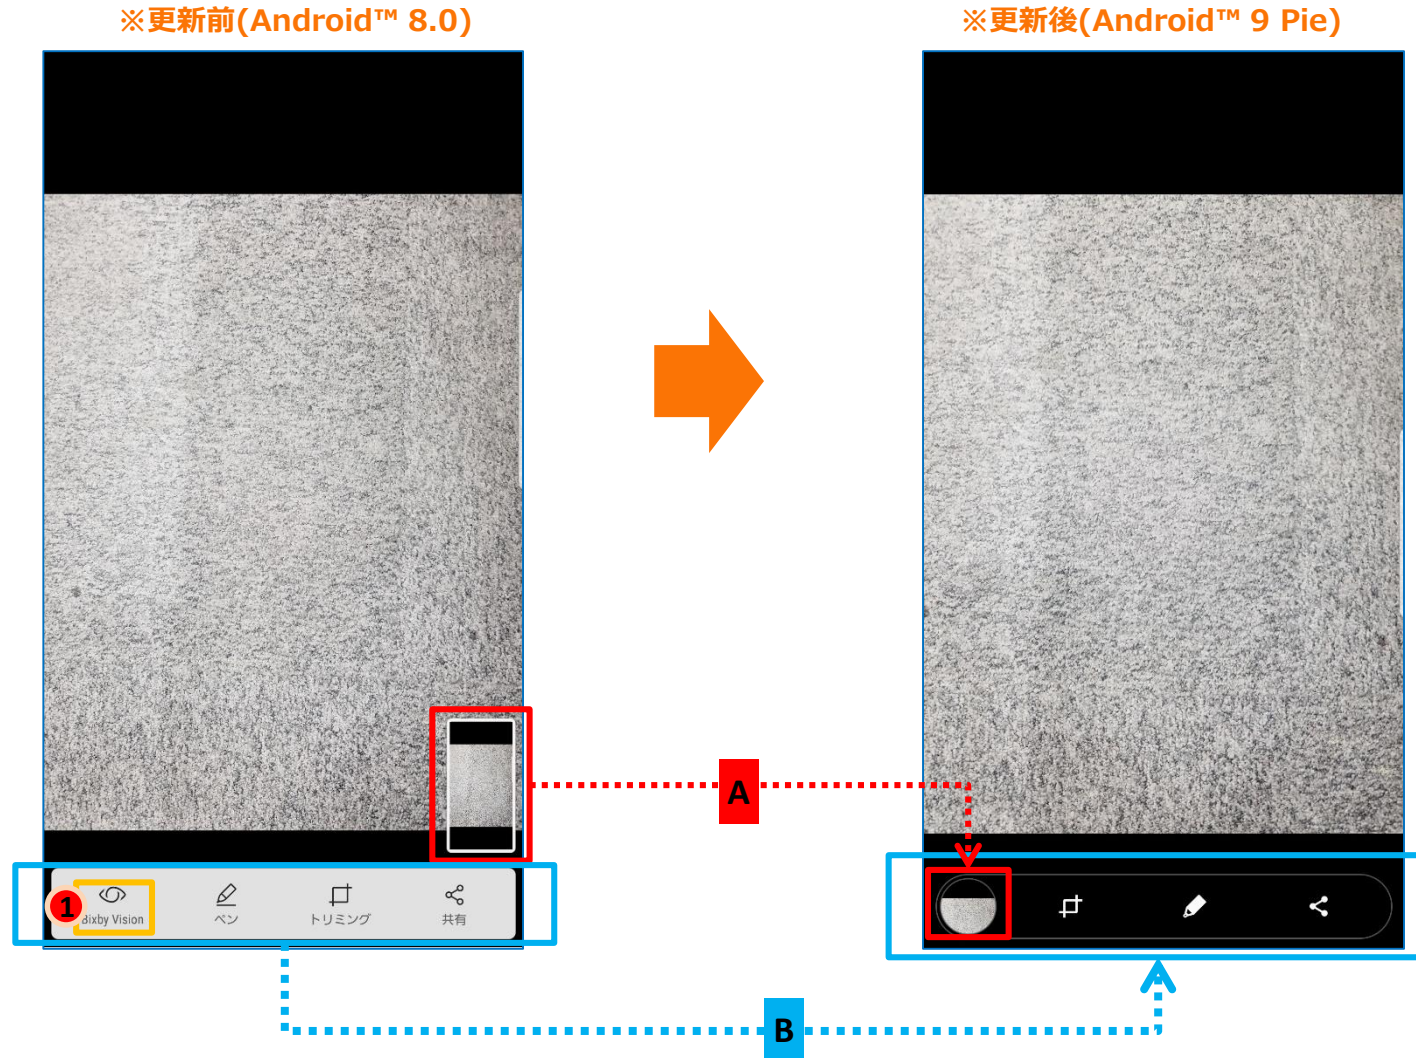 ※更新前(Android™ 8.0)
※更新後(Android™ 9 Pie)
A
1
Bixby Vision
ペン
トリミング
共有
B